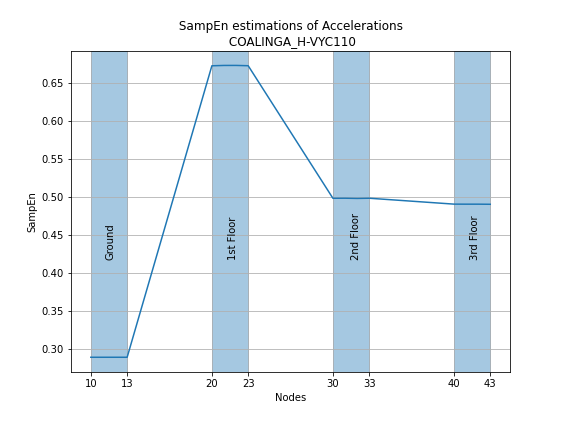 SampEn estimations of Accelerations
COALINGA_H-VYC110
0.65
0.60
0.55
0.50
0.45
0.40
0.35
0.30
SampEn
Ground
1st Floor
2nd Floor
3rd Floor
10 13 20 23 30 33 40 43
Nodes